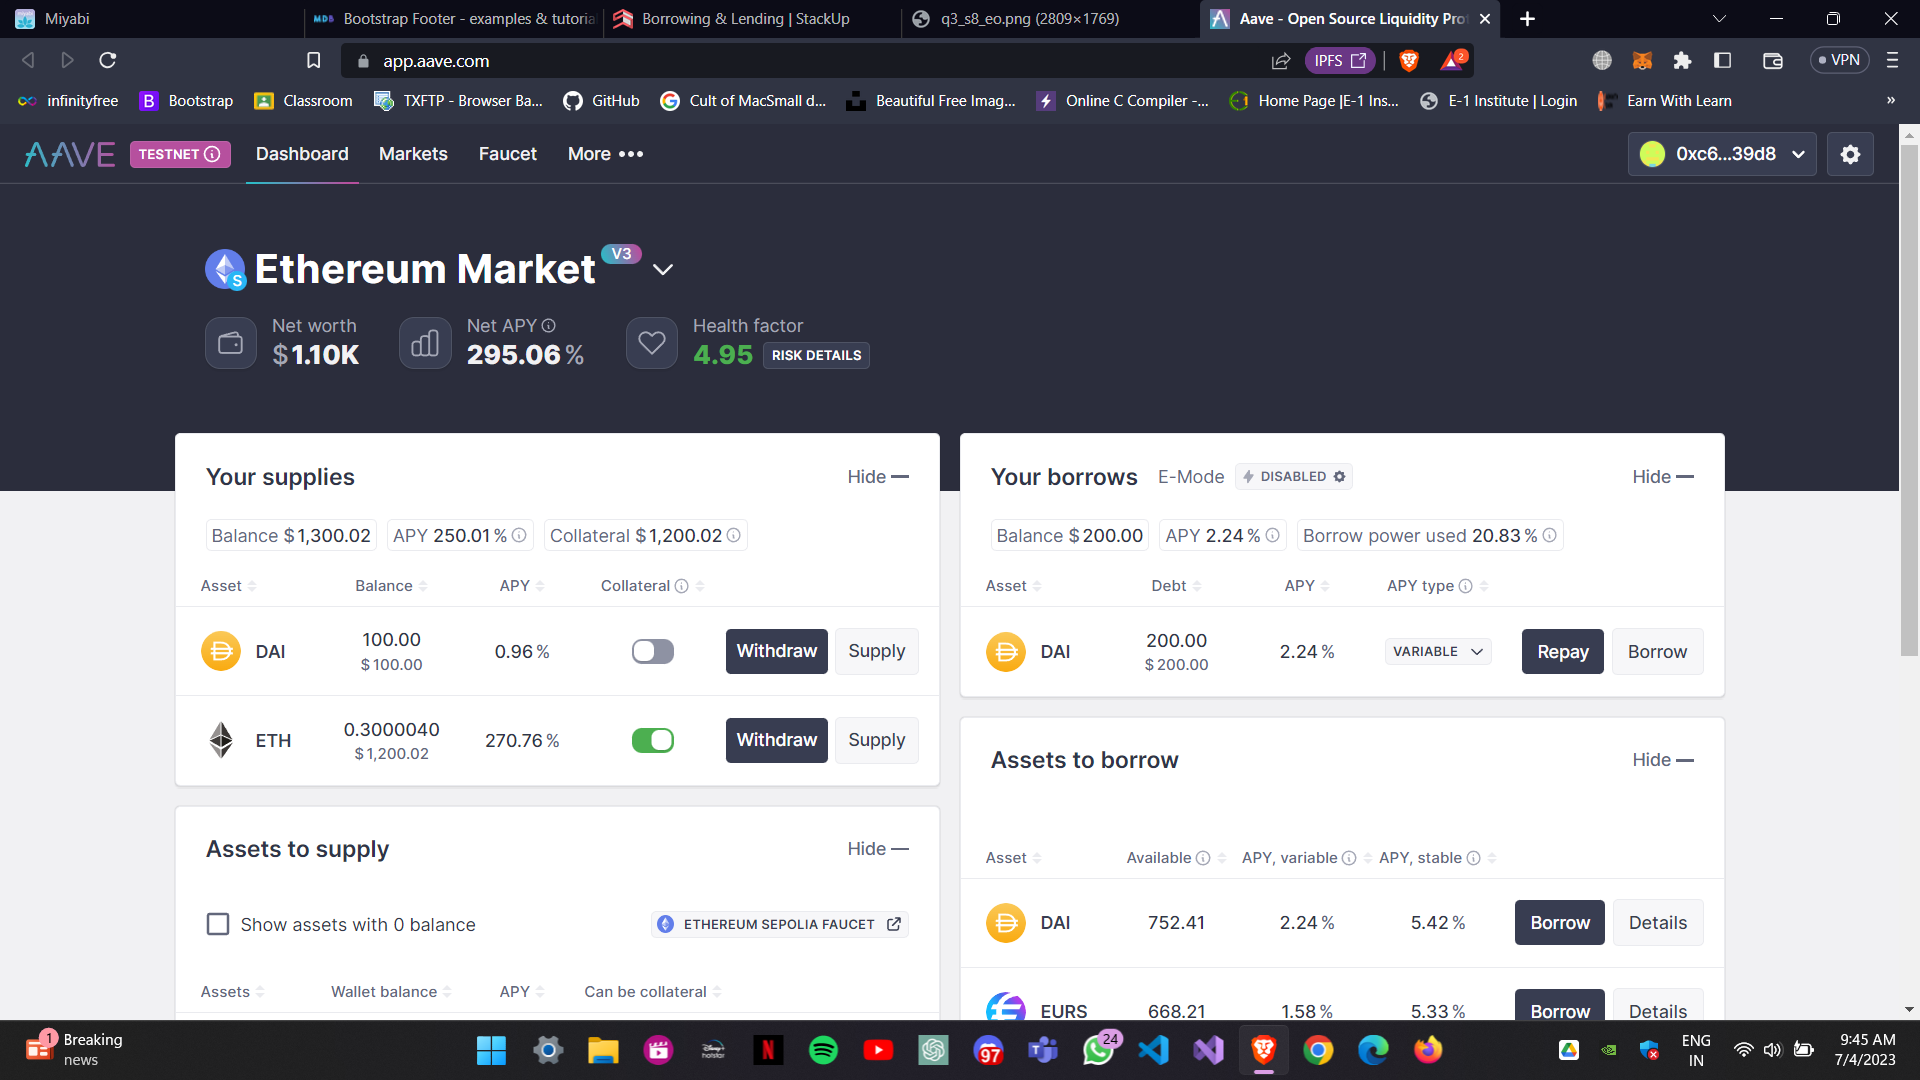 Miyabi
MDB Bootstrap Footer - examples & tutoria
Borrowing & Lending | StackUp
q3_s8_eo.png (2809×1769)
Aave - Open Source Liquidity Prot
app.aave.com
IPFS
2
VPN
infinityfree
B Bootstrap
Classroom
TXFTP - Browser Ba...
GitHub
Cult of MacSmall d...
Beautiful Free Imag...
Online C Compiler -...
Home Page |E-1 Ins...
E-1 Institute | Login
Earn With Learn
»
AAVE
TESTNET
Dashboard
Markets
Faucet
More
0xc6...39d8
Ethereum Market
V3
Net worth
$1.10K
Net APY
295.06 %
Health factor
4.95
RISK DETAILS
Your supplies
Hide
Balance $1,300.02
APY 250.01 %
Collateral $1,200.02
Asset
Balance
APY
Collateral
DAI
100.00
$100.00
0.96 %
Withdraw
Supply
ETH
0.3000040
$1,200.02
270.76 %
Withdraw
Supply
Assets to supply
Hide
Show assets with 0 balance
ETHEREUM SEPOLIA FAUCET
Assets
Wallet balance
APY
Can be collateral
Your borrows
E-Mode
DISABLED
Hide
Balance $200.00
APY 2.24 %
Borrow power used 20.83 %
Asset
Debt
APY
APY type
DAI
200.00
$200.00
2.24 %
VARIABLE
Repay
Borrow
Assets to borrow
Hide
Asset
Available
APY, variable
APY, stable
DAI
752.41
2.24 %
5.42 %
Borrow
Details
EURS
668.21
1.58 %
5.33 %
Borrow
Details
1
Breaking
news
97
24
ENG
IN
9:45 AM
7/4/2023